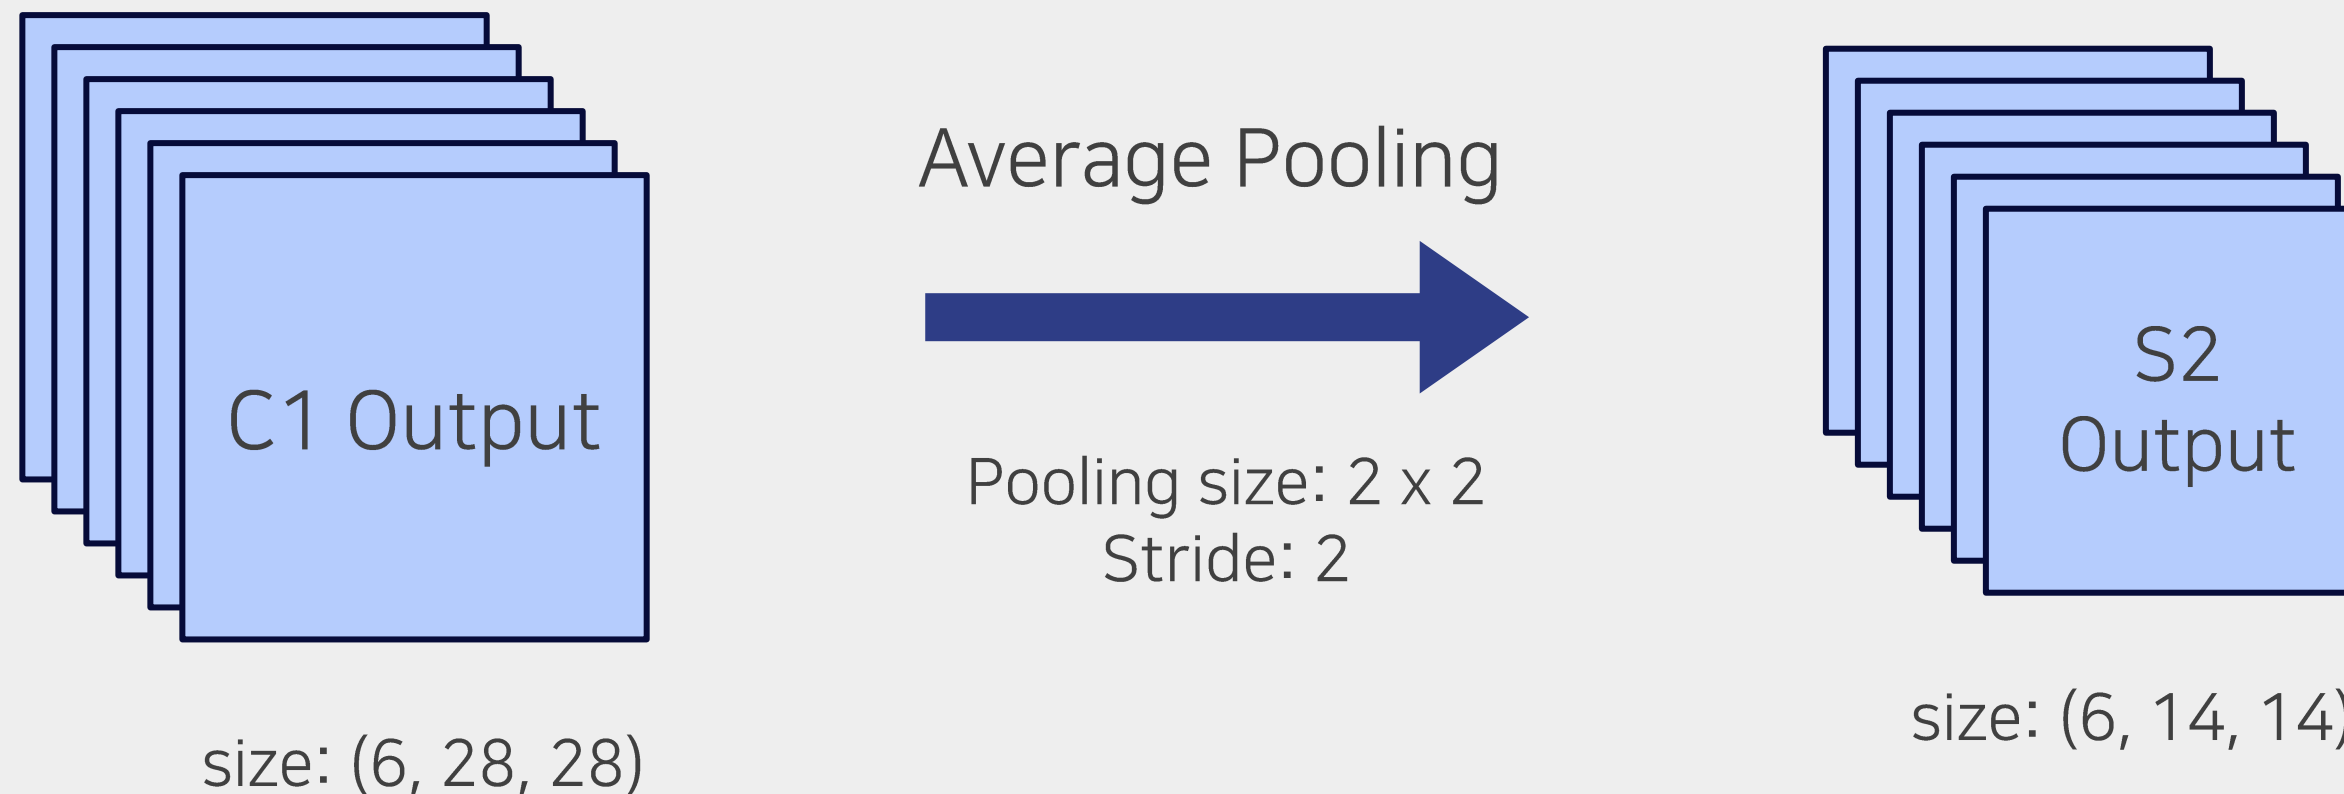 C1 Output
size: (6, 28, 28)
Average Pooling
Pooling size: 2 x 2
Stride: 2
S2
Output
size: (6, 14, 14)